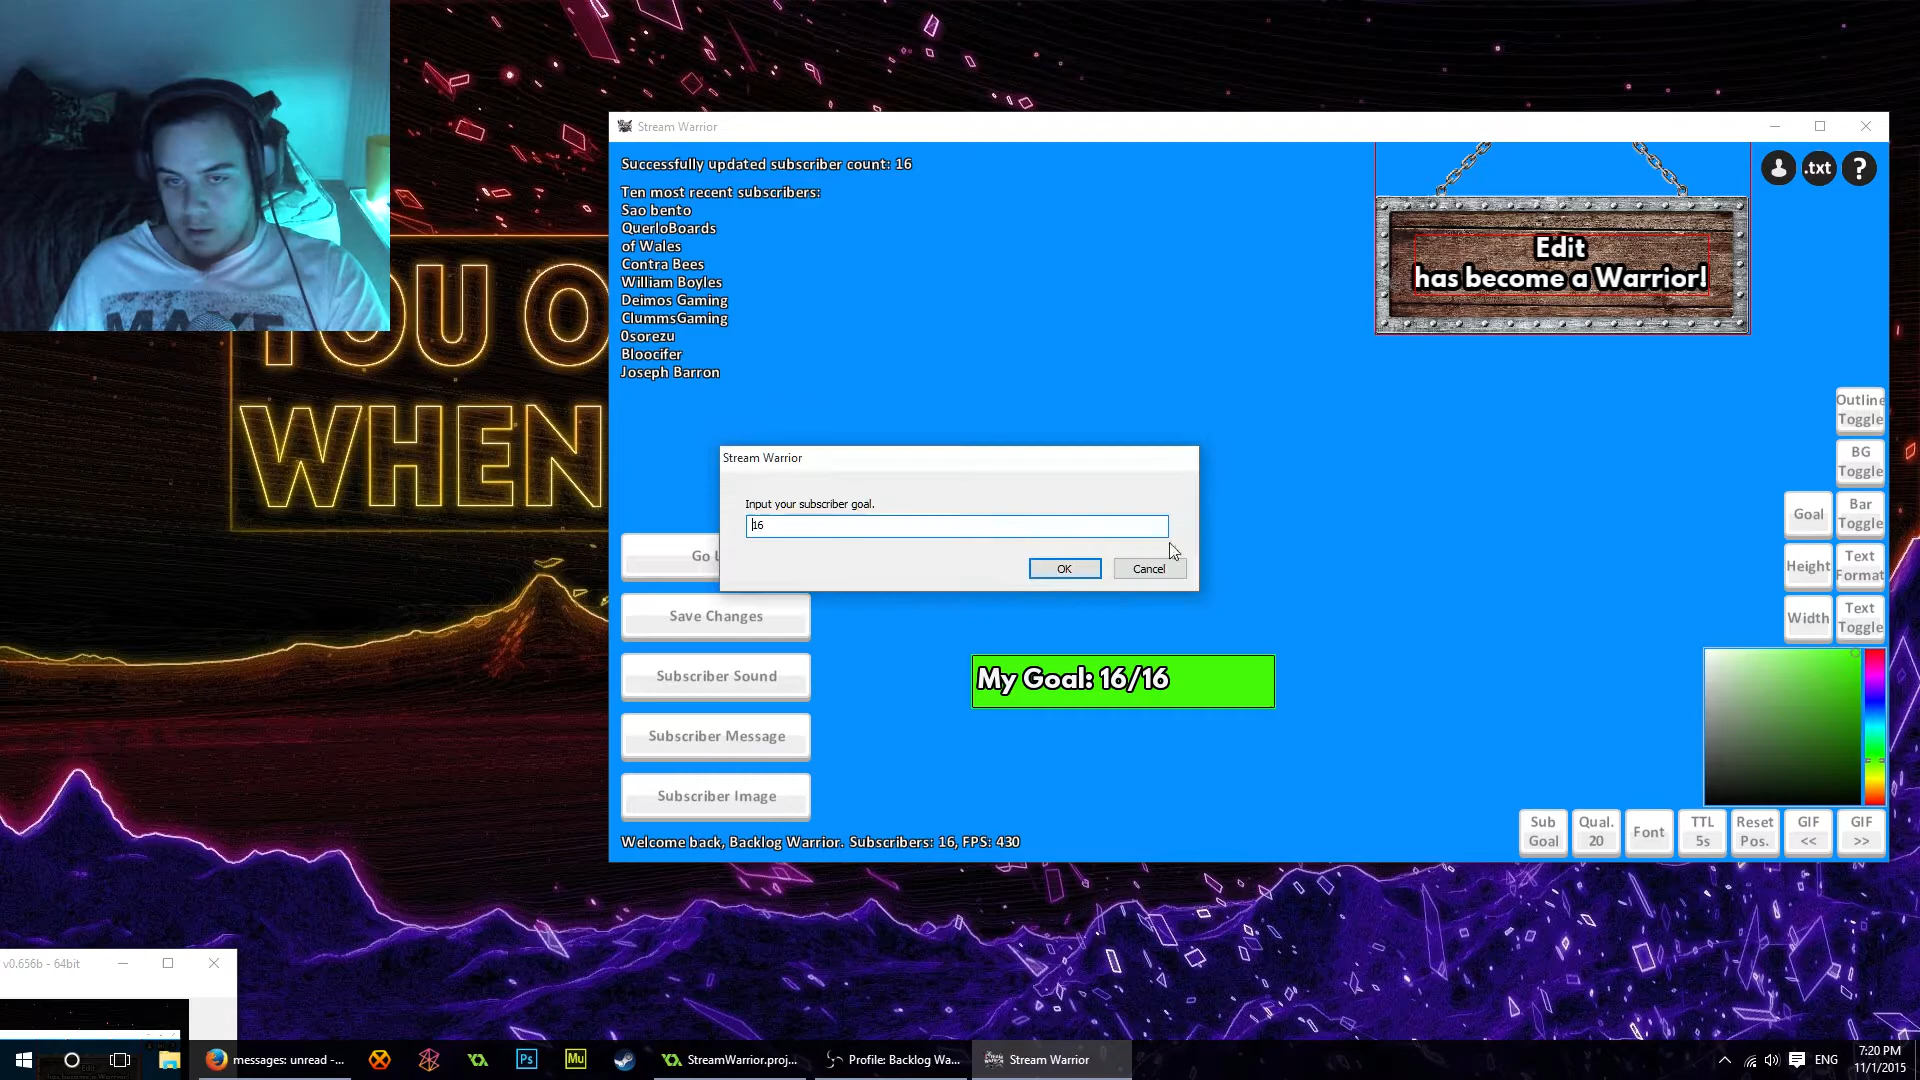 Stream Warrior
Successfully updated subscriber count: 16
Ten most recent subscribers:
Sao bento
QuerloBoards
of Wales
Contra Bees
William Boyles
Deimos Gaming
ClummsGaming
0sorezu
Bloocifer
Joseph Barron
.txt
?
Edit
has become a Warrior!
YOU O
WHEN
Stream Warrior
Input your subscriber goal.
16
OK
Cancel
Go
Save Changes
Subscriber Sound
Subscriber Message
Subscriber Image
My Goal: 16/16
Outline
Toggle
BG
Toggle
Goal
Bar
Toggle
Height
Text
Format
Width
Text
Toggle
Sub
Goal
Qual.
20
Font
TTL
5s
Reset
Pos.
GIF
<<
GIF
>>
Welcome back, Backlog Warrior. Subscribers: 16, FPS: 430
v0.656b - 64bit
messages: unread -...
Ps
Mu
StreamWarrior.proj...
Profile: Backlog Wa...
Stream Warrior
ENG
7:20 PM
11/1/2015